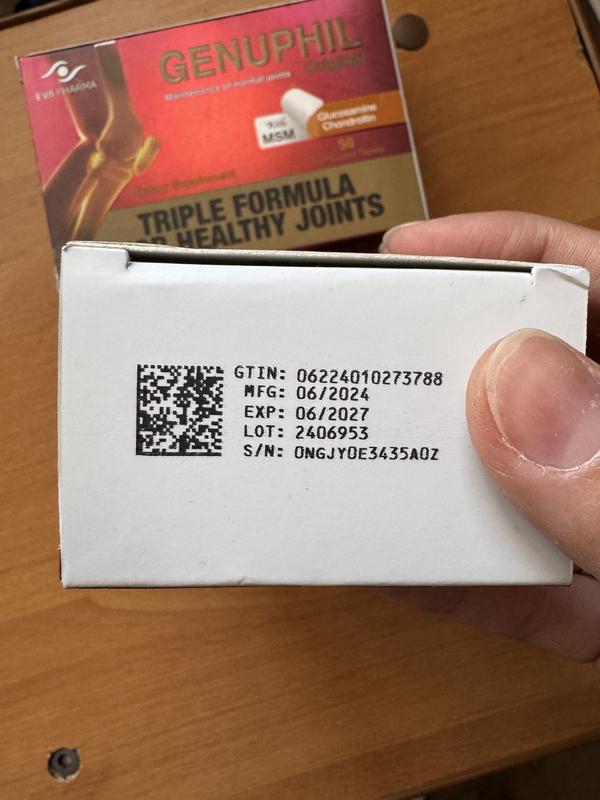 EVA PHARMA
GENUPHIL
Original
Maintenance of normal joints
MSM
Glucosamine
Chondroitin
50
Dietary Supplement
TRIPLE FORMULA
HEALTHY JOINTS
GTIN: 06224010273788
MFG: 06/2024
EXP: 06/2027
LOT: 2406953
S/N: 0NGJY0E3435A0Z